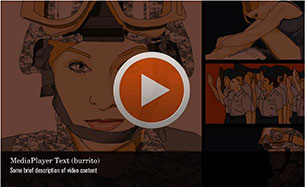 MediaPlayer Text (burrito)
Some brief description of video content